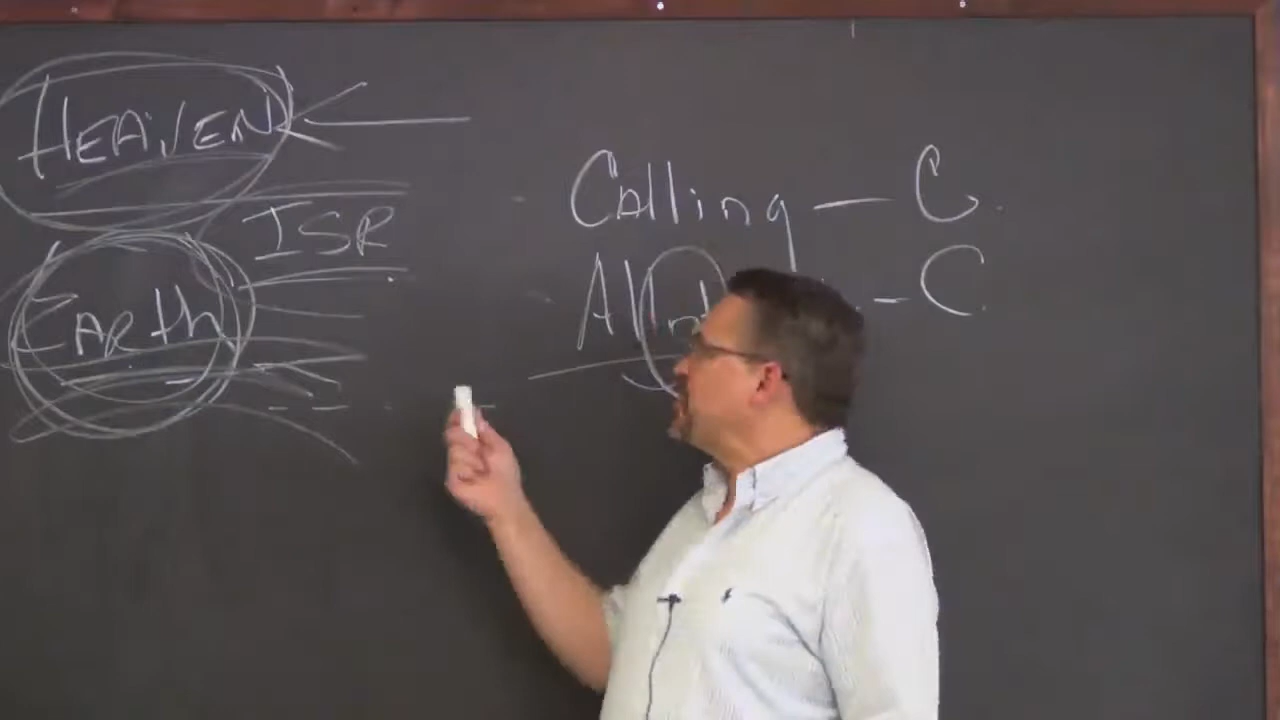 HEAVEN
ISR
EARth
Calling — C.
— C.